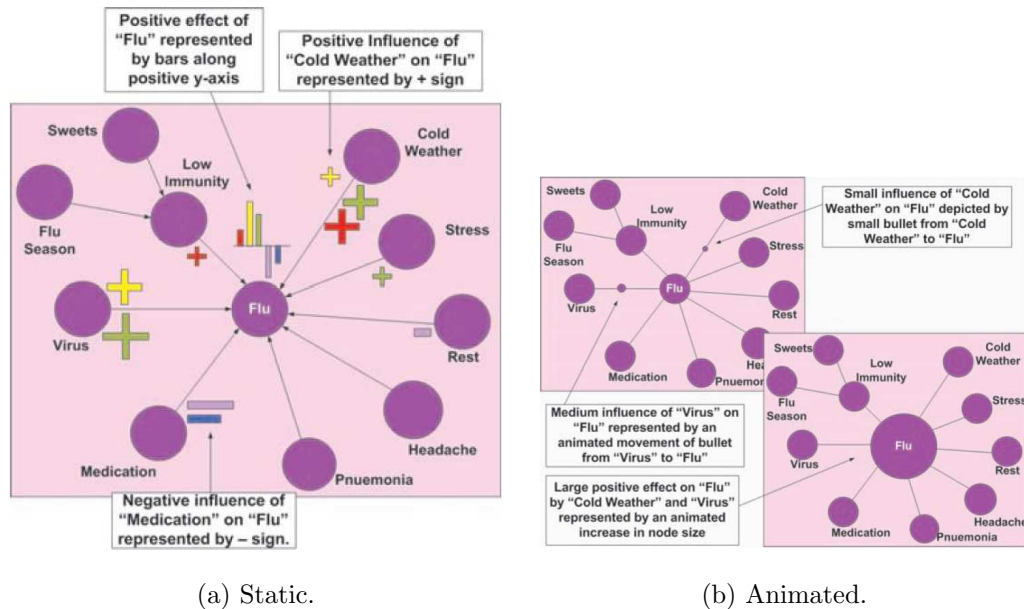 Positive effect of
“Flu” represented
by bars along
positive y-axis
Positive Influence of
“Cold Weather” on “Flu”
represented by + sign
Sweets
Cold
Weather
Low
Immunity
Flu
Season
Stress
Flu
Virus
Rest
Headache
Medication
Pnuemonia
Negative influence of
“Medication” on “Flu”
represented by – sign.
(a) Static.
Sweets
Cold
Weather
Low
Immunity
Small influence of “Cold
Weather” on “Flu” depicted by
small bullet from “Cold
Weather” to “Flu”
Flu
Season
Stress
Flu
Virus
Rest
Medication
Pnuemon
Hea
Medium influence of “Virus” on
“Flu” represented by an
animated movement of bullet
from “Virus” to “Flu”
Large positive effect on “Flu”
by “Cold Weather” and “Virus”
represented by an animated
increase in node size
Sweets
Cold
Weather
Low
Immunity
Flu
Season
Stress
Flu
Virus
Rest
Headache
Medication
Pnuemonia
(b) Animated.